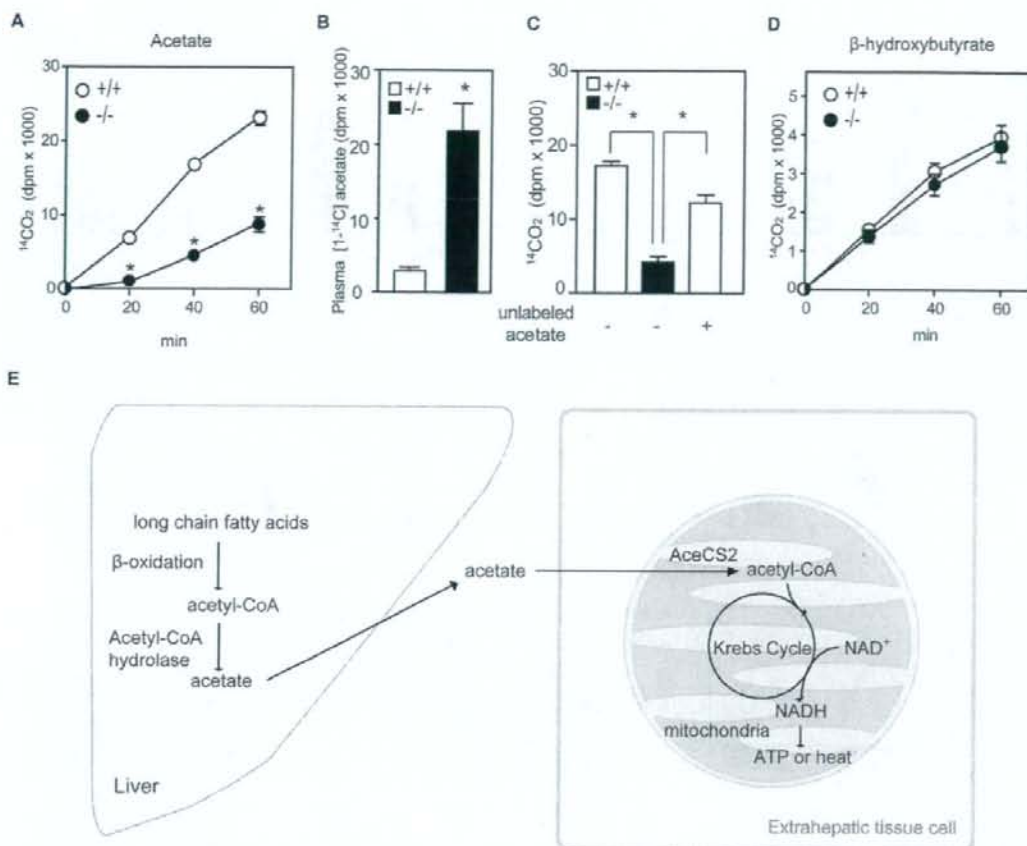 A
Acetate
¹⁴CO₂ (dpm x 1000)
30
20
10
0
+/+
-/-
*
*
*
0 20 40 60
min
B
Plasma [1-¹⁴C] acetate (dpm x 1000)
30
20
10
0
+/+
-/-
*
C
¹⁴CO₂ (dpm x 1000)
30
20
10
0
+/+
-/-
* *
unlabeled
acetate
- - +
D
β-hydroxybutyrate
¹⁴CO₂ (dpm x 1000)
5
4
3
2
1
0
+/+
-/-
0 20 40 60
min
E
long chain fatty acids
β-oxidation
acetyl-CoA
Acetyl-CoA
hydrolase
acetate
Liver
acetate
AceCS2
acetyl-CoA
Krebs Cycle
NAD⁺
NADH
mitochondria
ATP or heat
Extrahepatic tissue cell